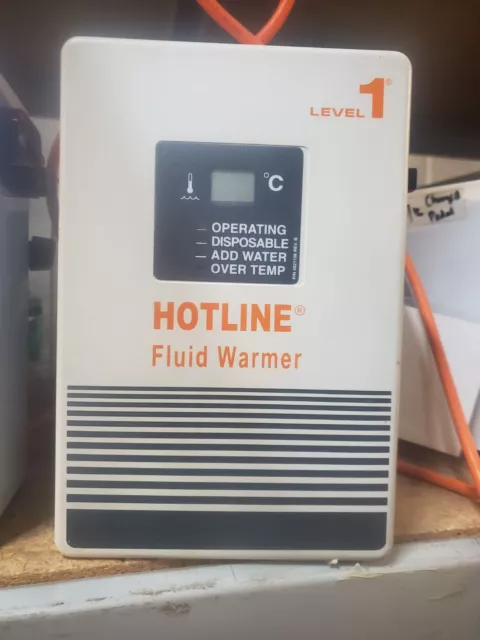 LEVEL 1®
°C
OPERATING
DISPOSABLE
ADD WATER
OVER TEMP
HOTLINE®
Fluid Warmer